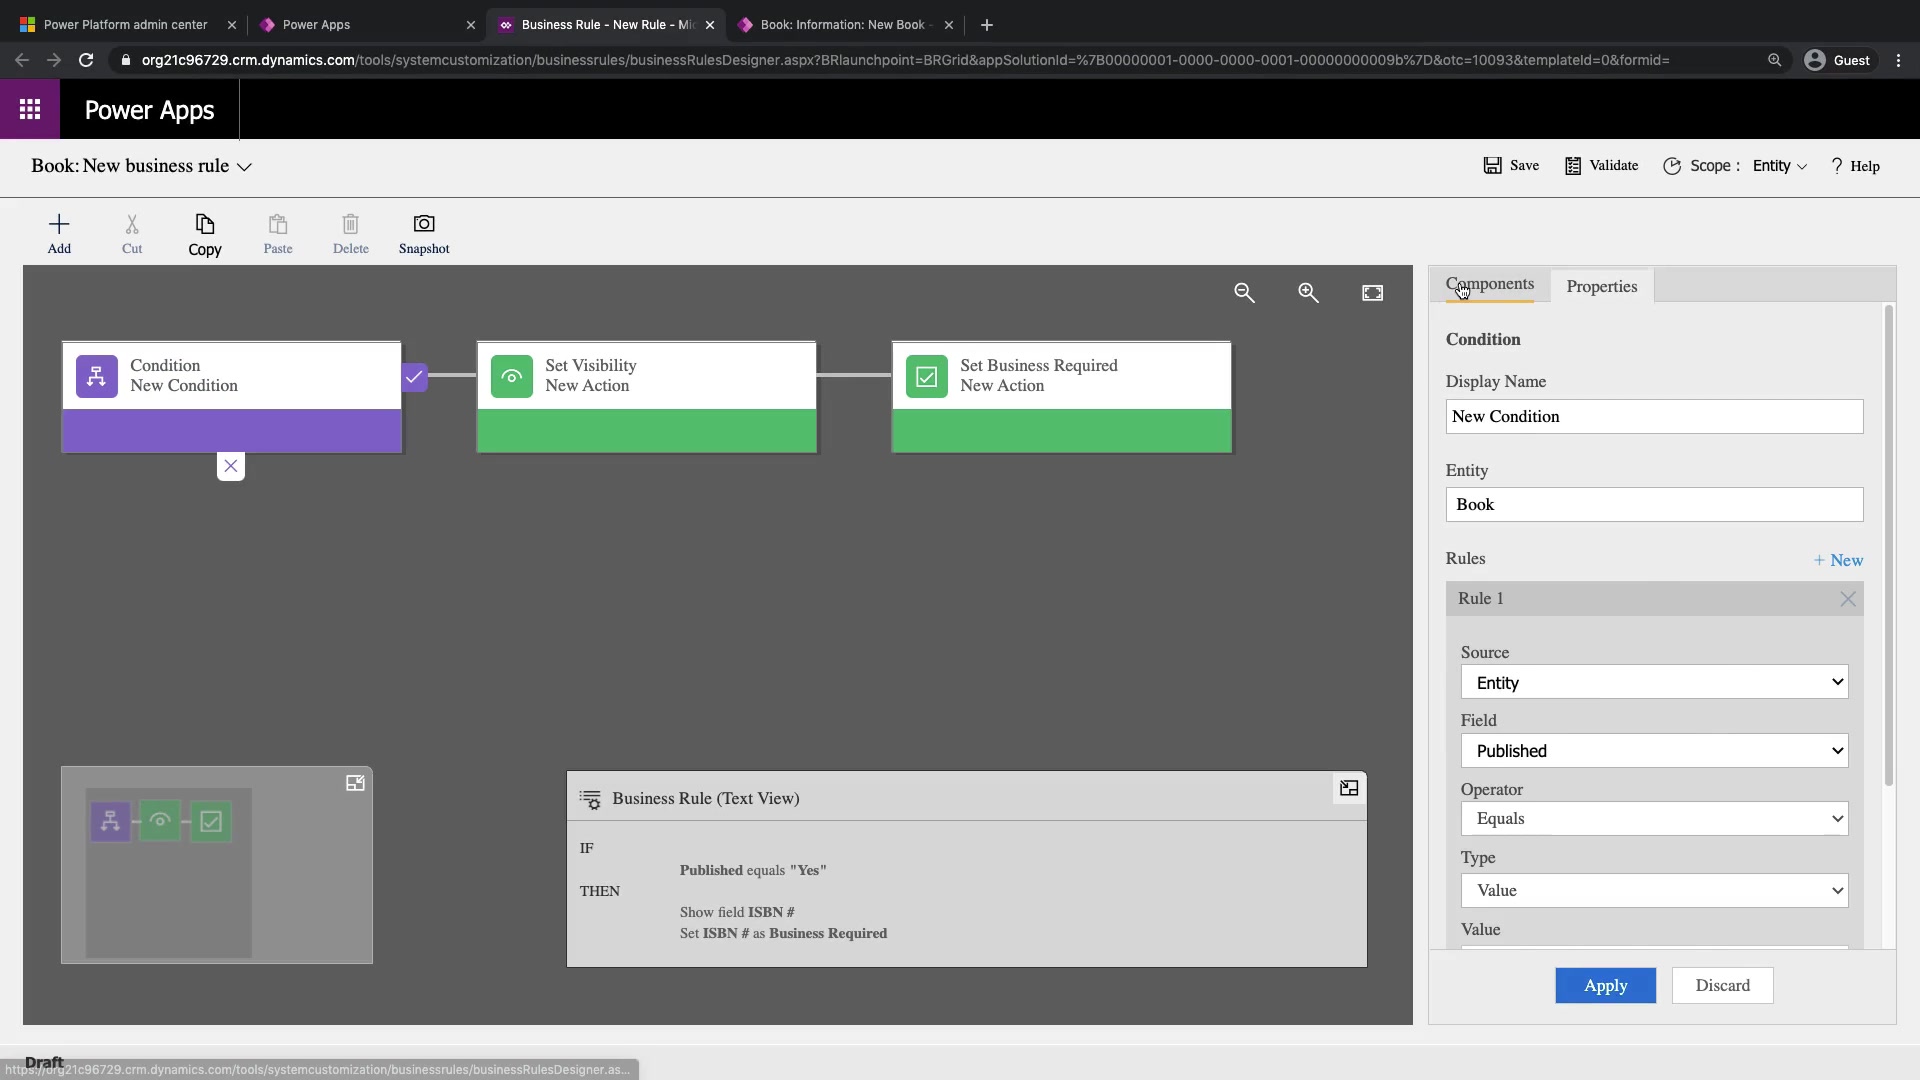 Power Platform admin center
Power Apps
Business Rule - New Rule - Mic
Book: Information: New Book -
org21c96729.crm.dynamics.com/tools/systemcustomization/businessrules/businessRulesDesigner.aspx?BRlaunchpoint=BRGrid&appSolutionId=%7B00000001-0000-0000-0001-00000000009b%7D&otc=10093&templateId=0&formid=
Guest
Power Apps
Book: New business rule
Save
Validate
Scope :
Entity
? Help
Add
Cut
Copy
Paste
Delete
Snapshot
Components
Properties
Condition
New Condition
Set Visibility
New Action
Set Business Required
New Action
Condition
Display Name
New Condition
Entity
Book
Rules
+ New
Rule 1
Source
Entity
Field
Published
Operator
Equals
Type
Value
Value
Business Rule (Text View)
IF
Published equals "Yes"
THEN
Show field ISBN #
Set ISBN # as Business Required
Apply
Discard
Draft
https://org21c96729.crm.dynamics.com/tools/systemcustomization/businessrules/businessRulesDesigner.as...